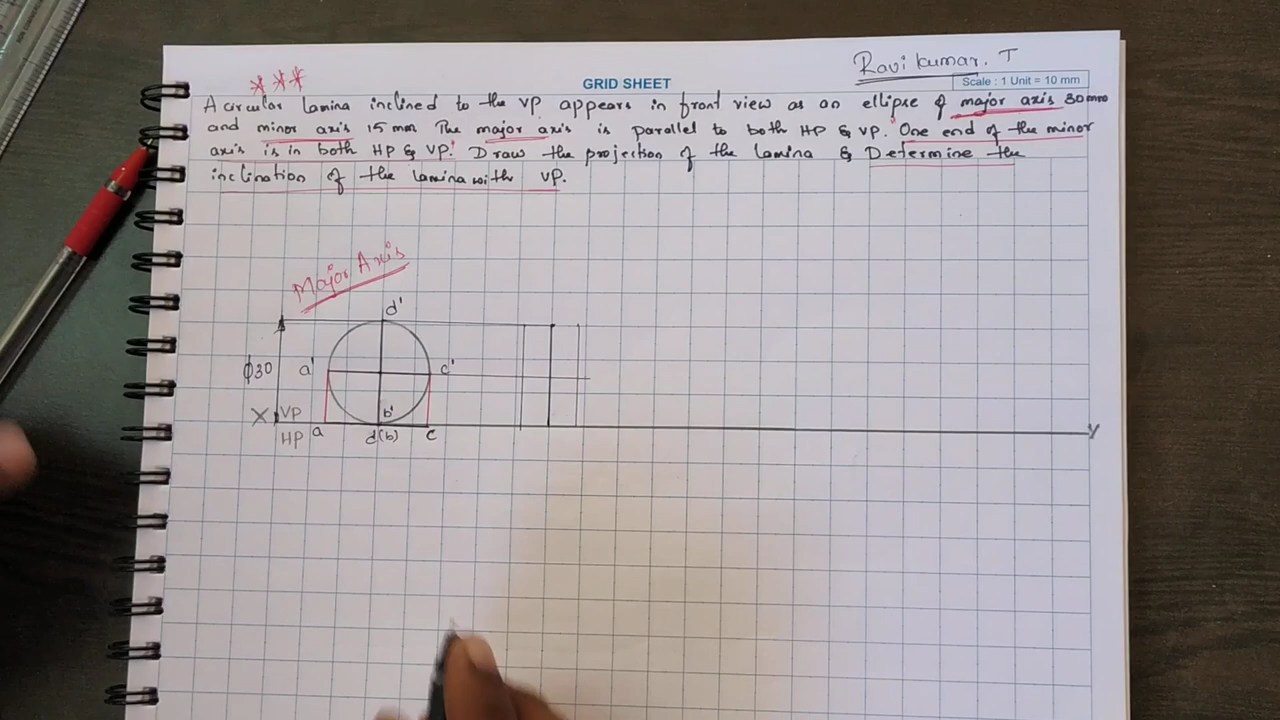 Ravi kumar. T
GRID SHEET
Scale : 1 Unit = 10 mm
A circular lamina inclined to the VP appears in front view as an ellipse of major axis 30mm
and minor axis 15 mm. The major axis is parallel to both HP & VP. One end of the minor
axis is in both HP & VP. Draw the projection of the lamina & Determine the
inclination of the lamina with VP.
Major Axis
d'
ϕ30
a'
c'
X
VP
b'
HP
a
d(b)
c
Y